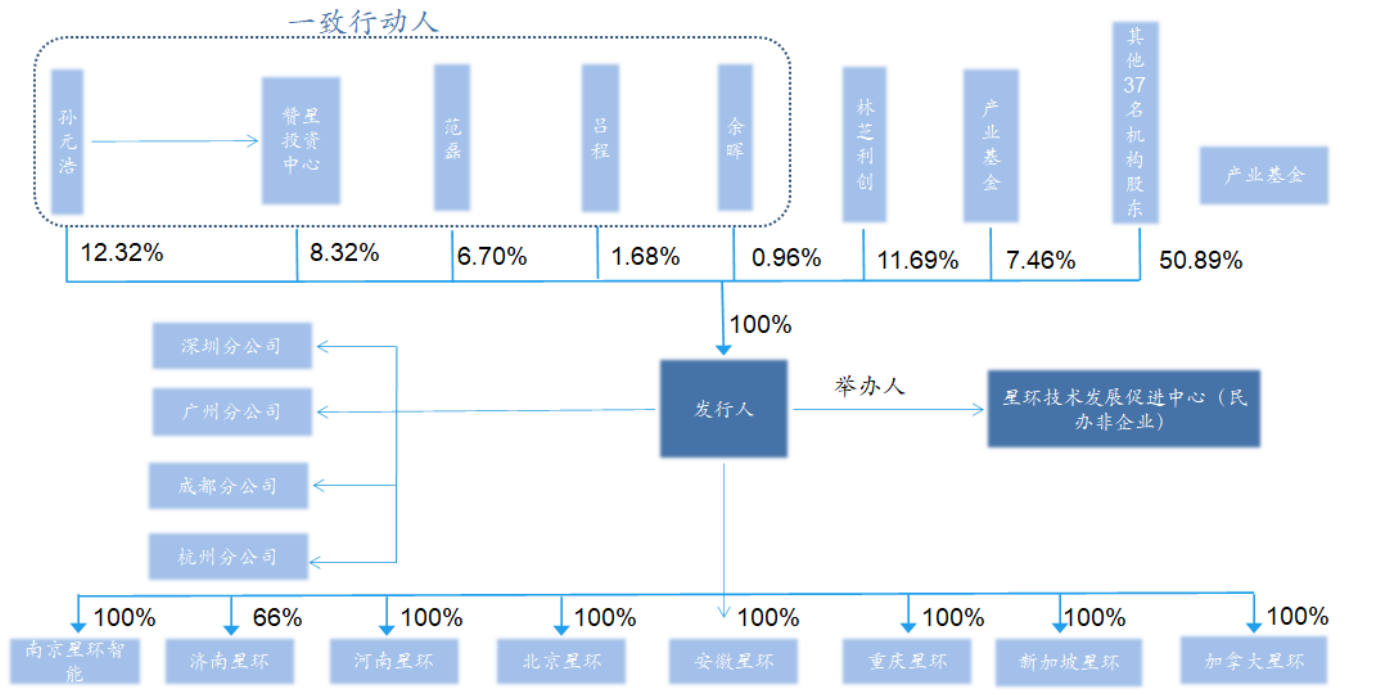 一致行动人
孙元浩
赞星
投资
中心
范磊
吕程
余晖
林芝利创
产业基金
其他37名机构股东
产业基金
12.32%
8.32%
6.70%
1.68%
0.96%
11.69%
7.46%
50.89%
100%
深圳分公司
广州分公司
成都分公司
杭州分公司
发行人
举办人
星环技术发展促进中心（民
办非企业）
100%
66%
100%
100%
100%
100%
100%
100%
南京星环智
能
济南星环
河南星环
北京星环
安徽星环
重庆星环
新加坡星环
加拿大星环